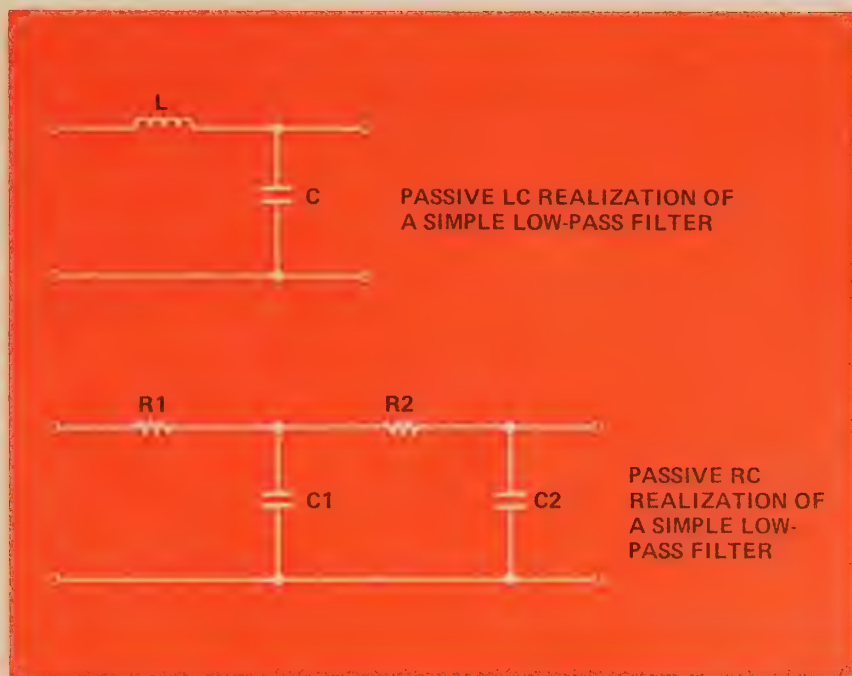 L
C
PASSIVE LC REALIZATION OF
A SIMPLE LOW-PASS FILTER
R1
R2
C1
C2
PASSIVE RC
REALIZATION OF
A SIMPLE LOW-
PASS FILTER